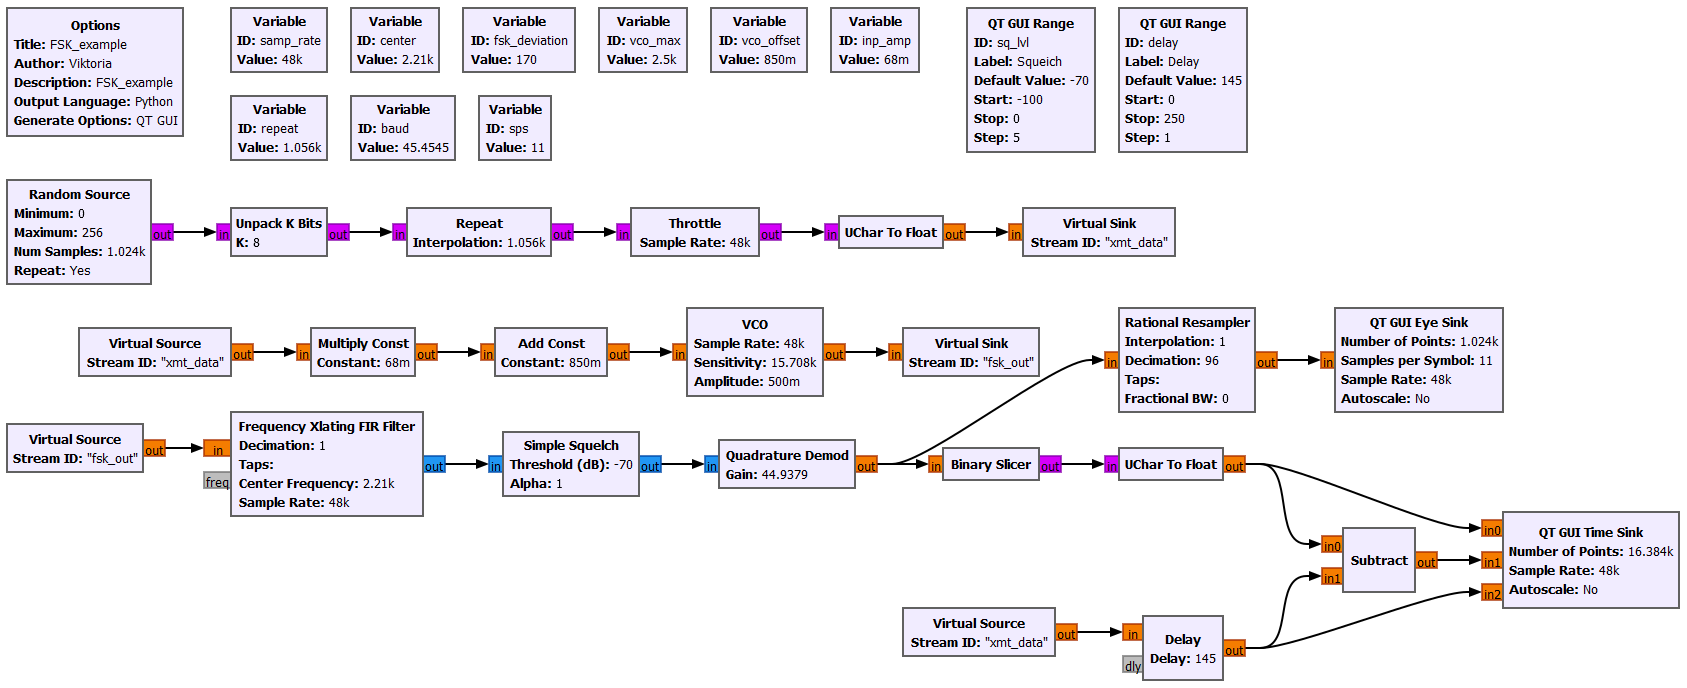 Options
Title: FSK_example
Author: Viktoria
Description: FSK_example
Output Language: Python
Generate Options: QT GUI
Variable
ID: samp_rate
Value: 48k
Variable
ID: center
Value: 2.21k
Variable
ID: fsk_deviation
Value: 170
Variable
ID: vco_max
Value: 2.5k
Variable
ID: vco_offset
Value: 850m
Variable
ID: inp_amp
Value: 68m
QT GUI Range
ID: sq_lvl
Label: Squeich
Default Value: -70
Start: -100
Stop: 0
Step: 5
QT GUI Range
ID: delay
Label: Delay
Default Value: 145
Start: 0
Stop: 250
Step: 1
Variable
ID: repeat
Value: 1.056k
Variable
ID: baud
Value: 45.4545
Variable
ID: sps
Value: 11
Random Source
Minimum: 0
Maximum: 256
Num Samples: 1.024k
Repeat: Yes
out
in
Unpack K Bits
K: 8
out
in
Repeat
Interpolation: 1.056k
out
in
Throttle
Sample Rate: 48k
out
in
UChar To Float
out
in
Virtual Sink
Stream ID: "xmt_data"
Virtual Source
Stream ID: "xmt_data"
out
in
Multiply Const
Constant: 68m
out
in
Add Const
Constant: 850m
out
in
VCO
Sample Rate: 48k
Sensitivity: 15.708k
Amplitude: 500m
out
in
Virtual Sink
Stream ID: "fsk_out"
in
Rational Resampler
Interpolation: 1
Decimation: 96
Taps:
Fractional BW: 0
out
in
QT GUI Eye Sink
Number of Points: 1.024k
Samples per Symbol: 11
Sample Rate: 48k
Autoscale: No
Virtual Source
Stream ID: "fsk_out"
out
in
freq
Frequency Xlating FIR Filter
Decimation: 1
Taps:
Center Frequency: 2.21k
Sample Rate: 48k
out
in
Simple Squelch
Threshold (dB): -70
Alpha: 1
out
in
Quadrature Demod
Gain: 44.9379
out
in
Binary Slicer
out
in
UChar To Float
out
in0
in1
Subtract
out
in0
in1
in2
QT GUI Time Sink
Number of Points: 16.384k
Sample Rate: 48k
Autoscale: No
Virtual Source
Stream ID: "xmt_data"
out
in
dly
Delay
Delay: 145
out